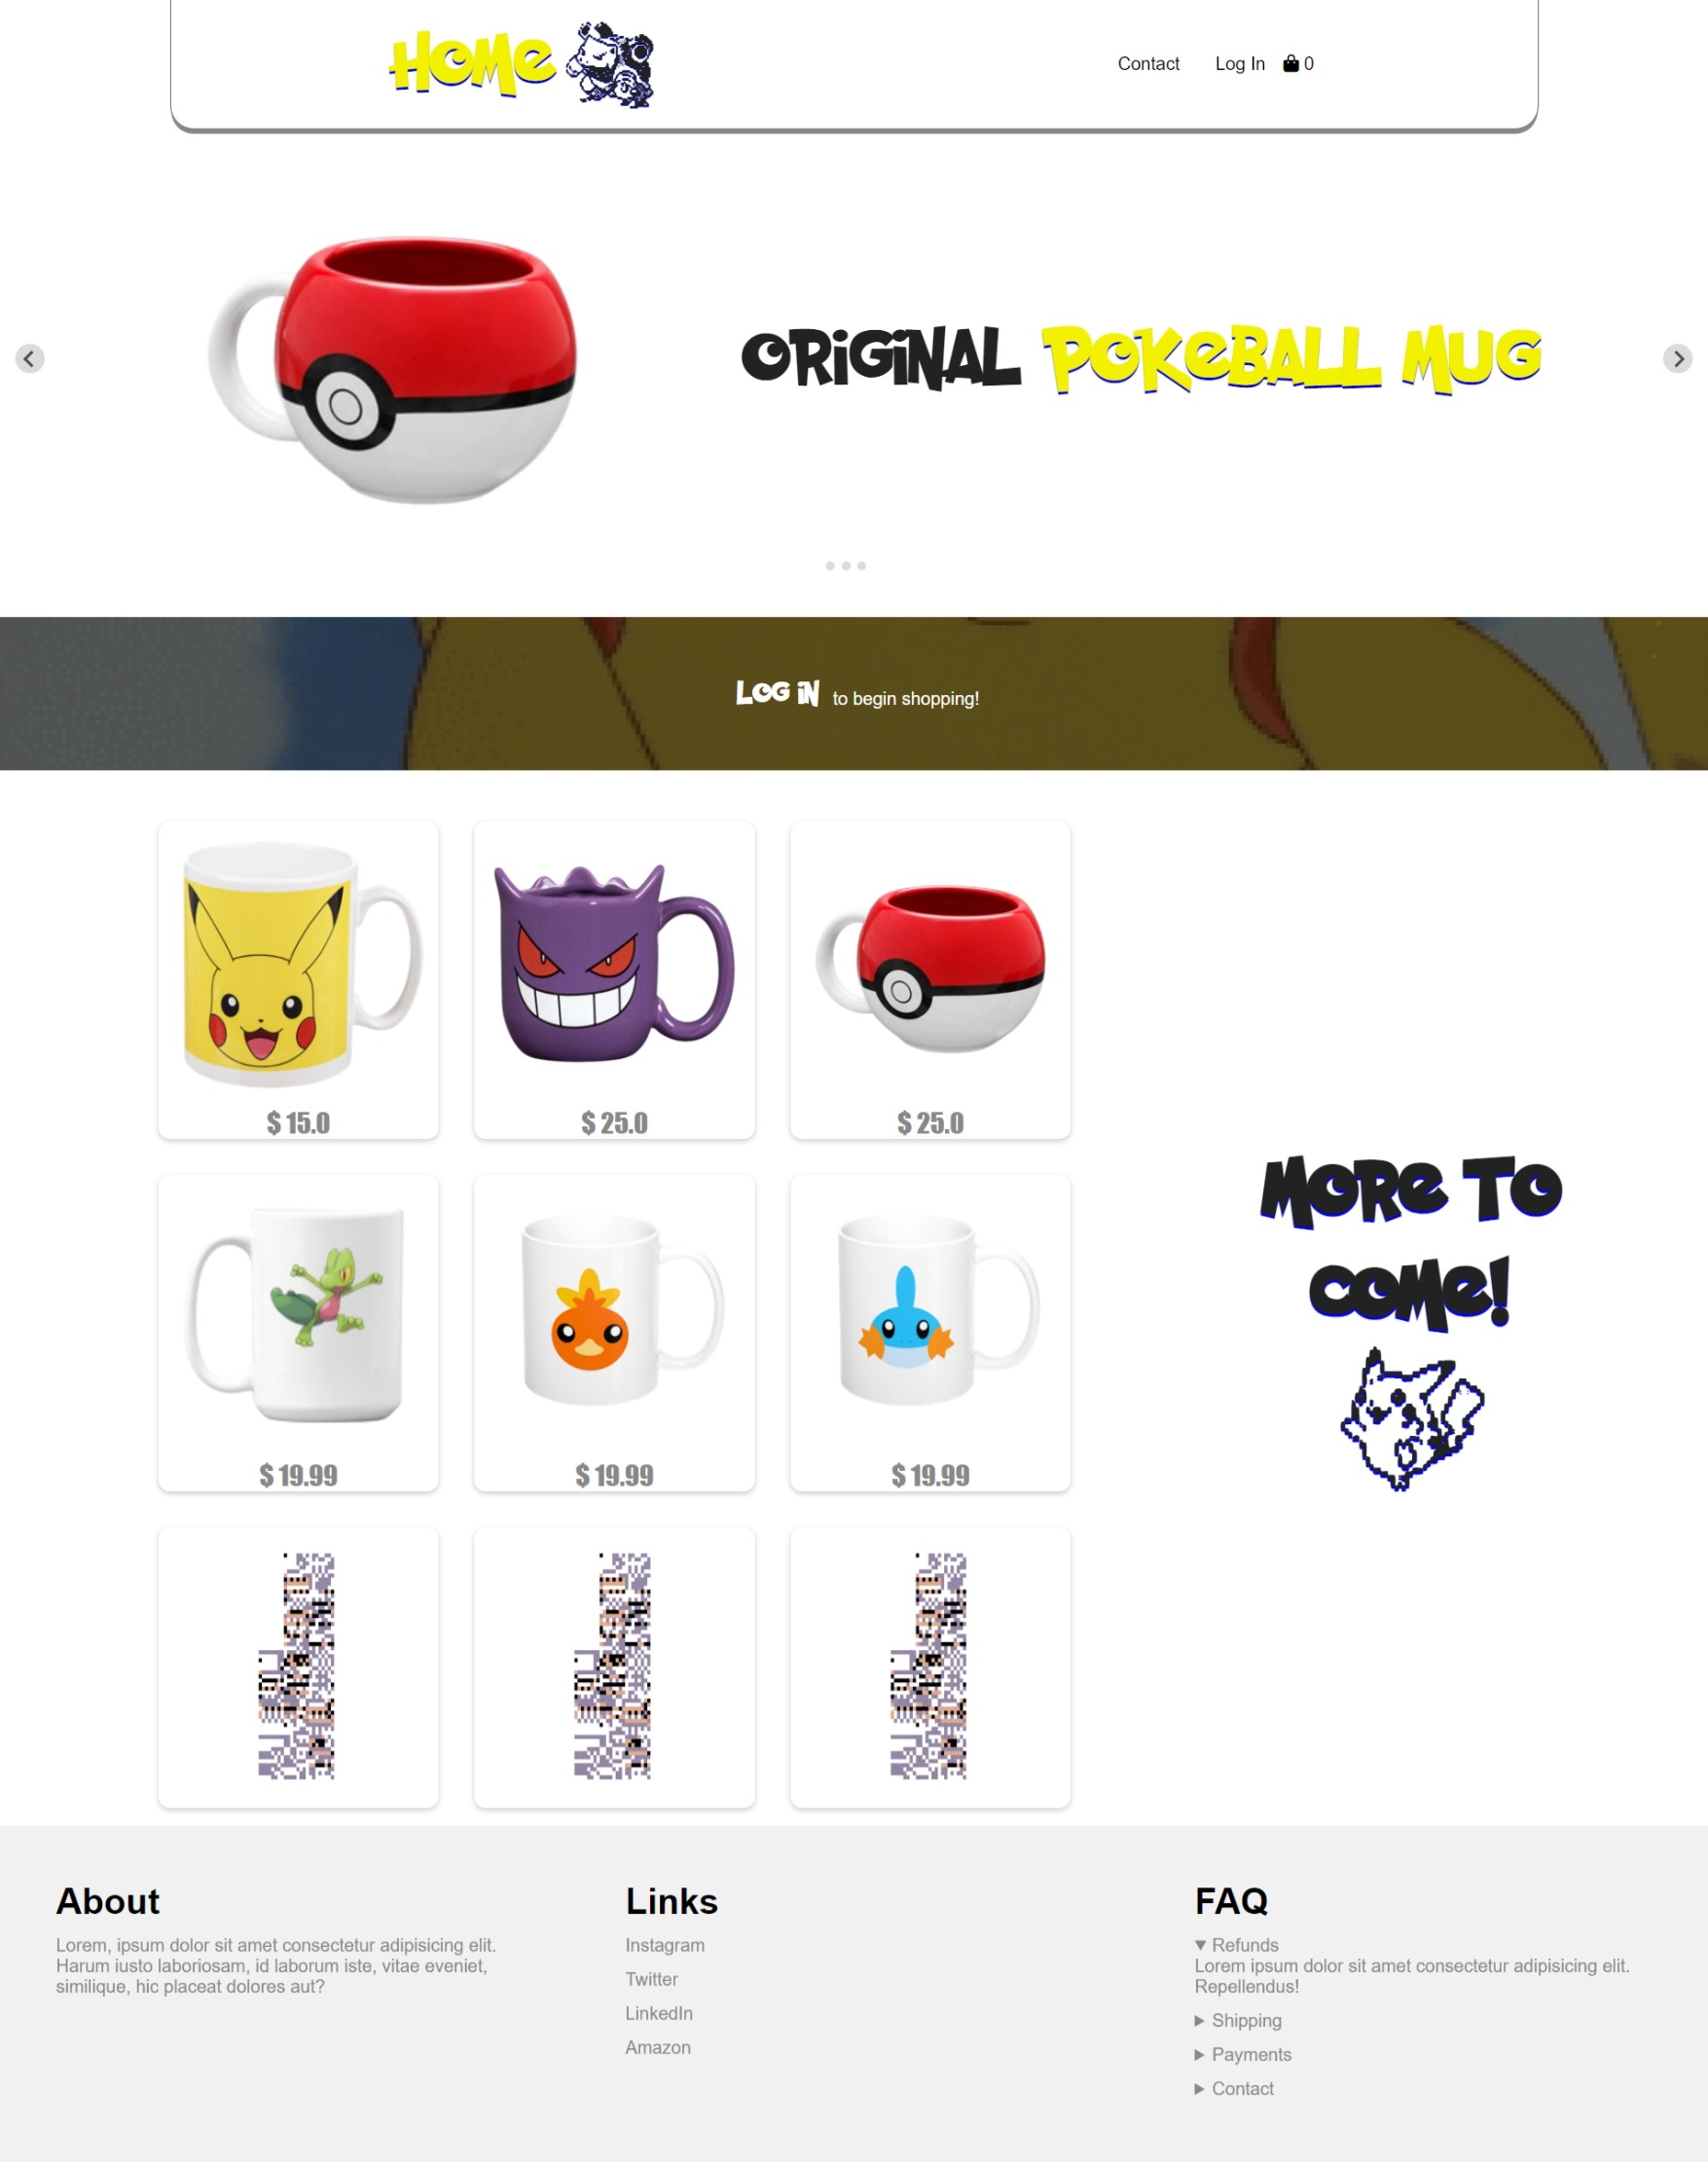 HOME
Contact Log In 0
ORIGINAL POKEBALL MUG
LOG IN to begin shopping!
$ 15.0
$ 25.0
$ 25.0
$ 19.99
$ 19.99
$ 19.99
MORE TO
COME!
About
Lorem, ipsum dolor sit amet consectetur adipisicing elit.
Harum iusto laboriosam, id laborum iste, vitae eveniet,
similique, hic placeat dolores aut?
Links
Instagram
Twitter
LinkedIn
Amazon
FAQ
Refunds
Lorem ipsum dolor sit amet consectetur adipisicing elit.
Repellendus!
Shipping
Payments
Contact